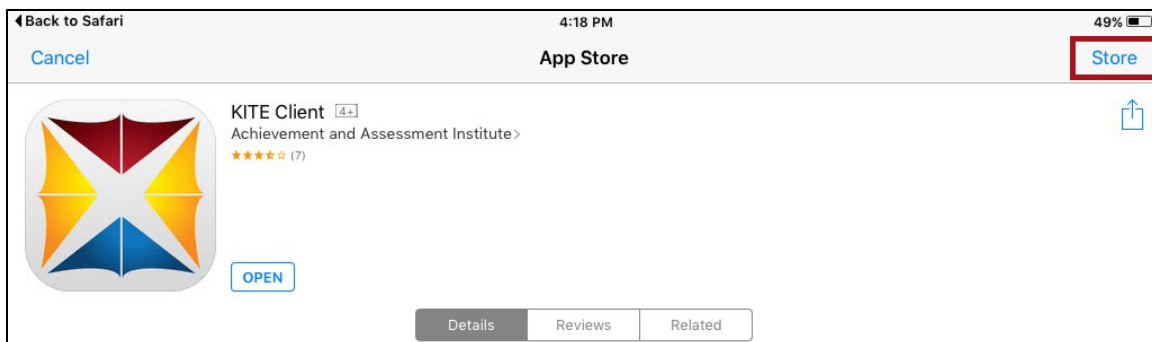 Back to Safari 4:18 PM 49%
Cancel App Store Store
KITE Client 4+
Achievement and Assessment Institute
(7)
OPEN
Details Reviews Related